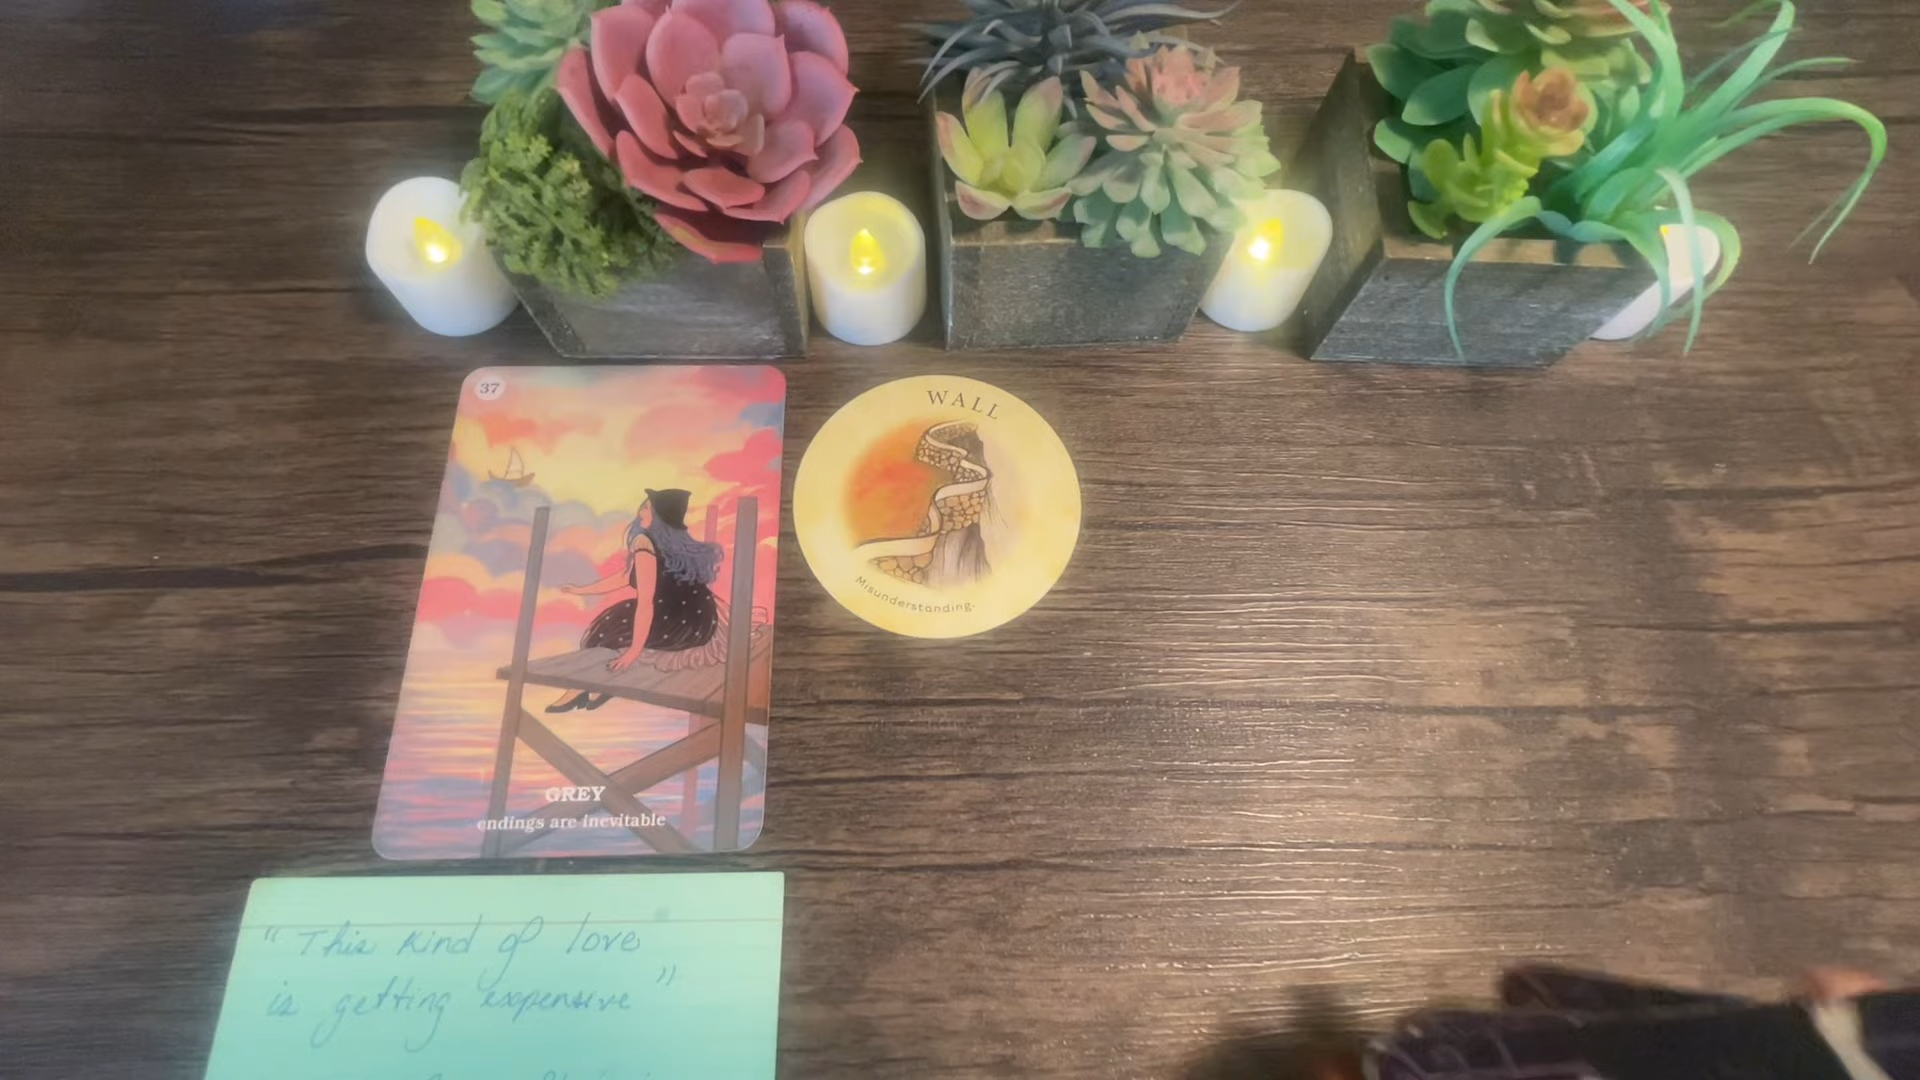 37
WALL
Misunderstanding.
GREY
endings are inevitable
"This kind of love
is getting expensive"